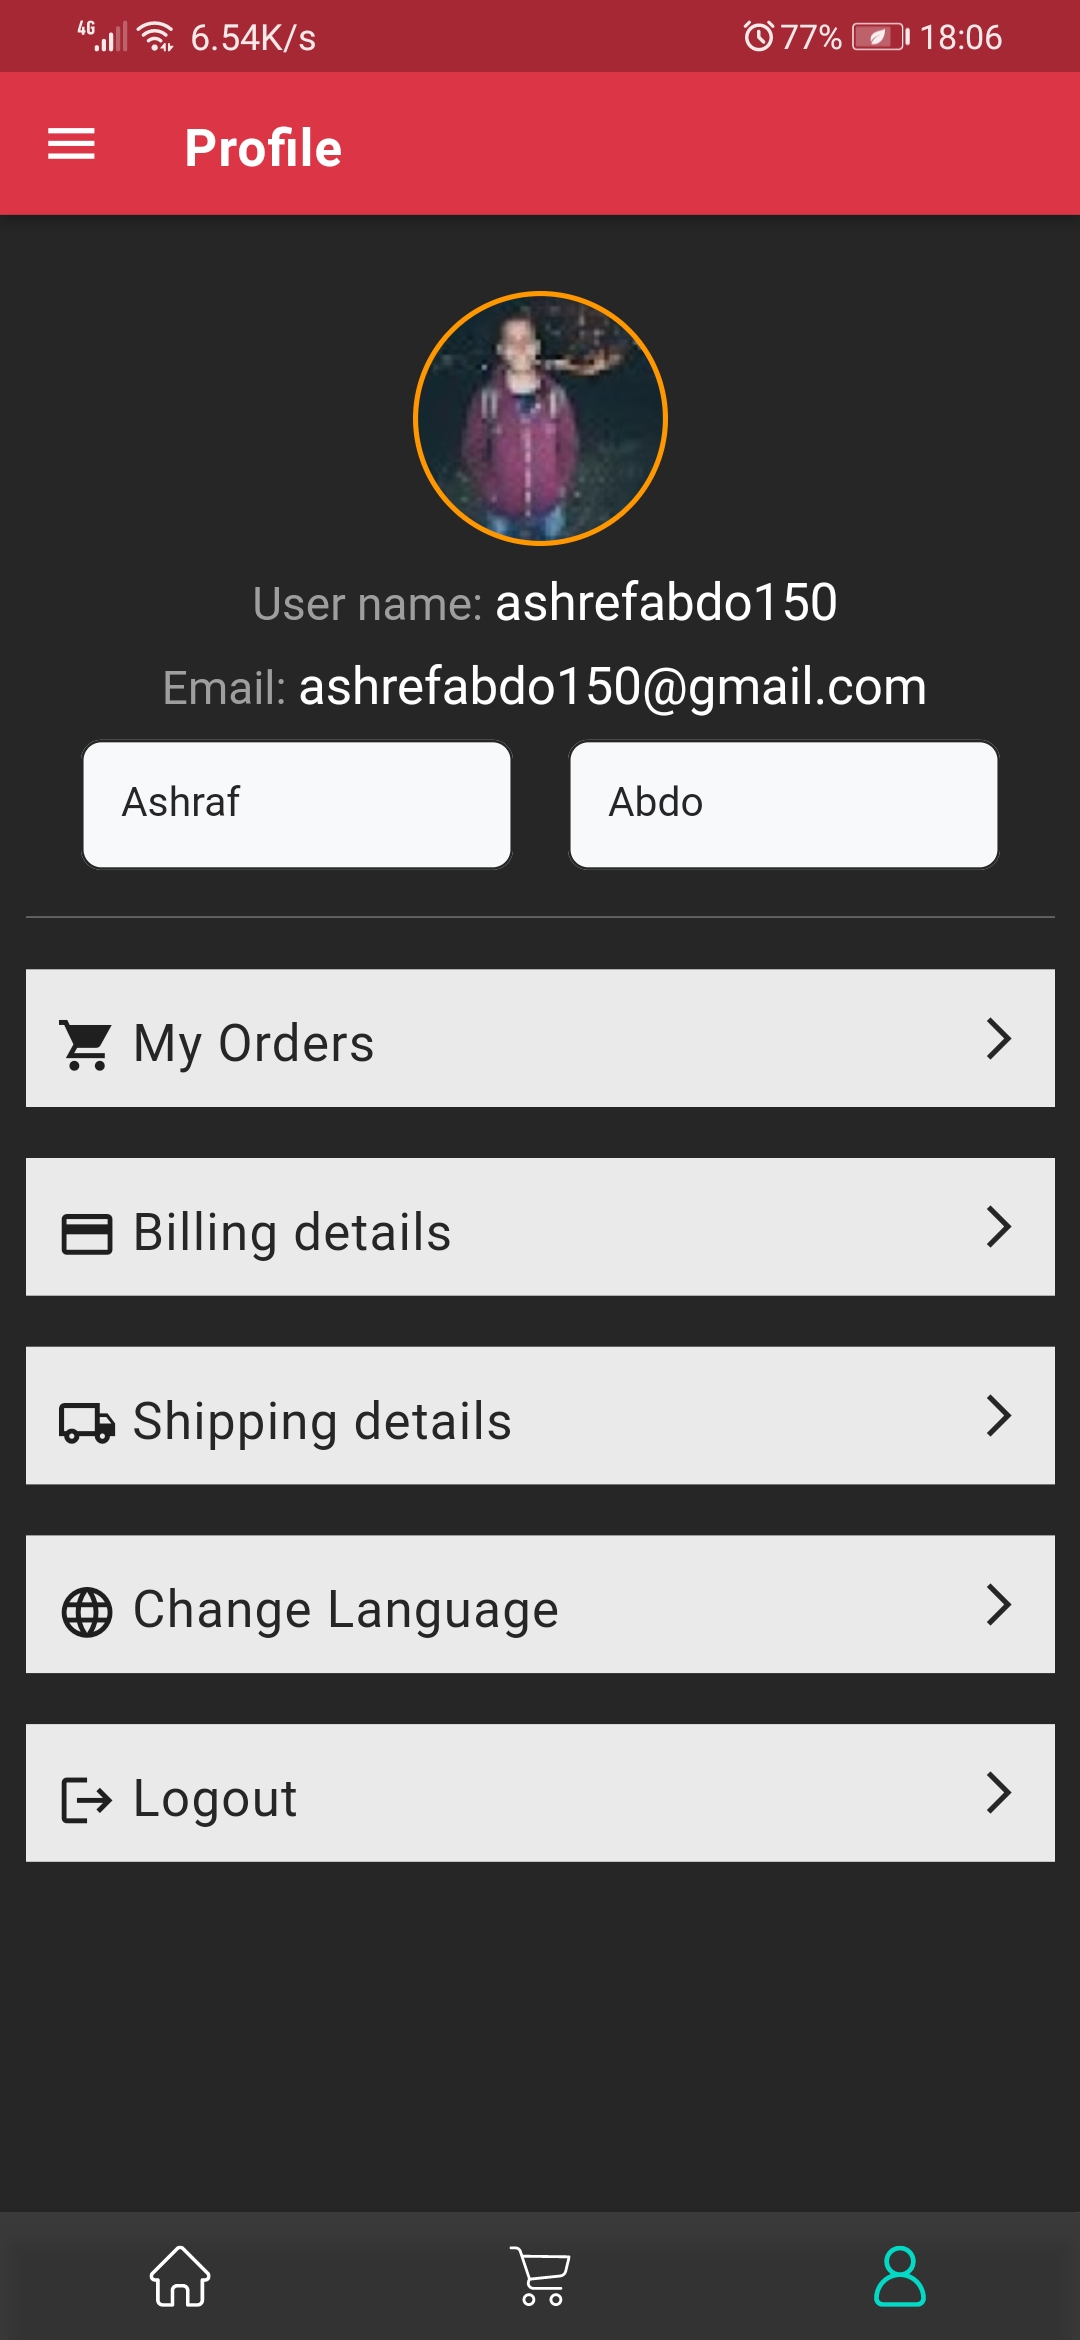 4G 6.54K/s 77% 18:06
Profile
User name: ashrefabdo150
Email: ashrefabdo150@gmail.com
Ashraf Abdo
My Orders
Billing details
Shipping details
Change Language
Logout